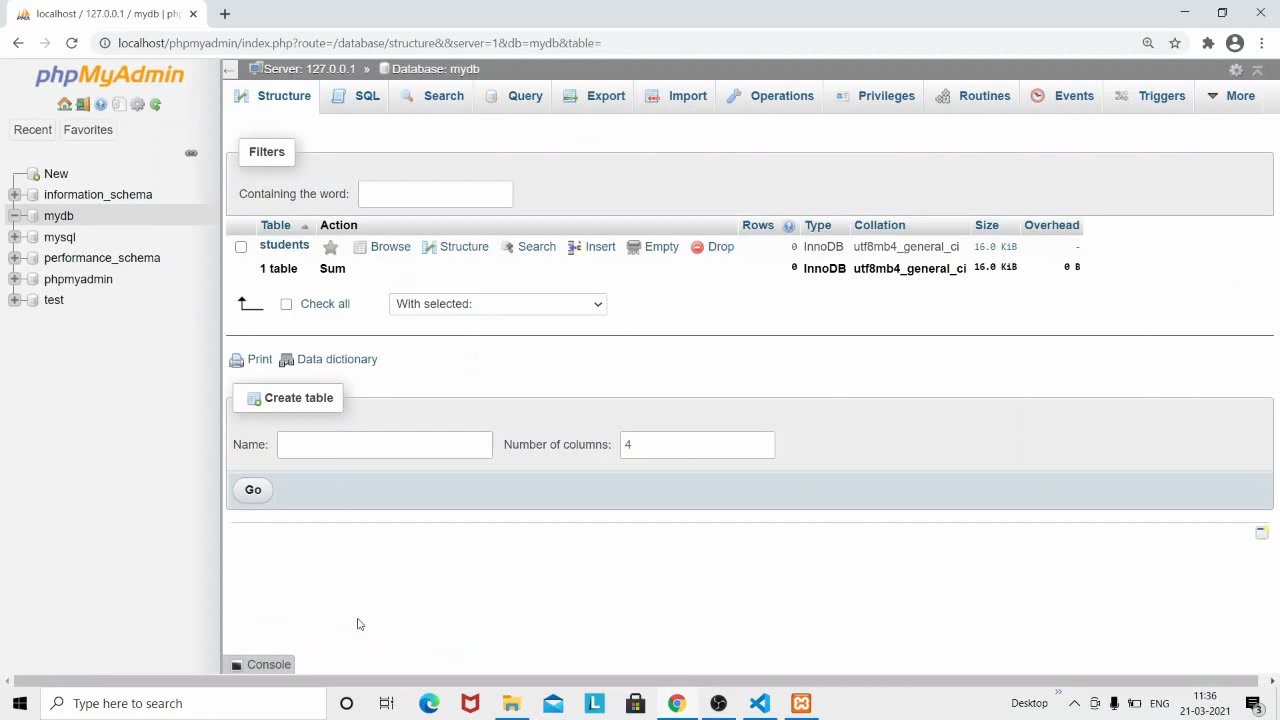 localhost / 127.0.0.1 / mydb | ph
localhost/phpmyadmin/index.php?route=/database/structure&&server=1&db=mydb&table=
phpMyAdmin
Recent Favorites
New
information_schema
mydb
mysql
performance_schema
phpmyadmin
test
Server: 127.0.0.1 » Database: mydb
Structure SQL Search Query Export Import Operations Privileges Routines Events Triggers More
Filters
Containing the word:
Table Action Rows Type Collation Size Overhead
students Browse Structure Search Insert Empty Drop 0 InnoDB utf8mb4_general_ci 16.0 KiB -
1 table Sum 0 InnoDB utf8mb4_general_ci 16.0 KiB 0 B
Check all With selected:
Print Data dictionary
Create table
Name: Number of columns: 4
Go
Console
Type here to search
Desktop » ENG 11:36
21-03-2021 3